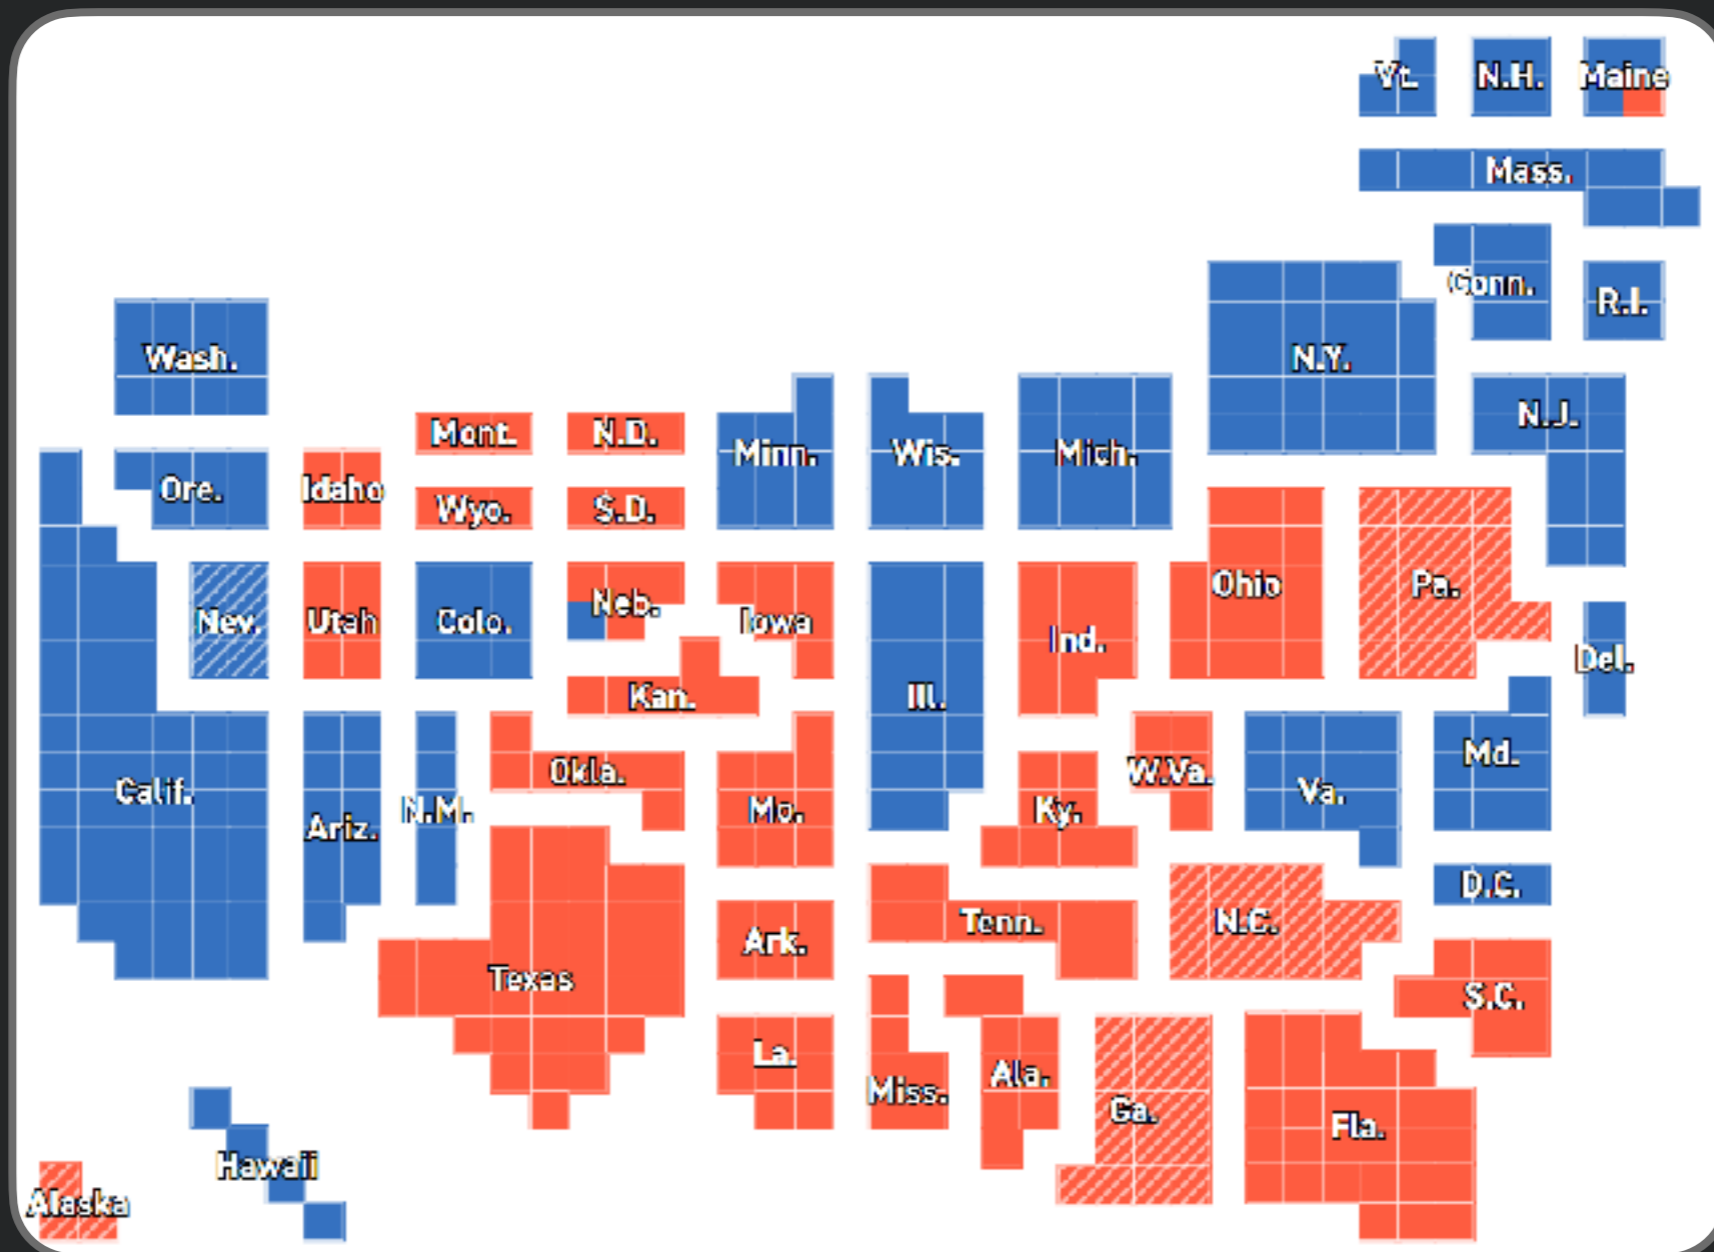 Vt.
N.H.
Maine
Mass.
Conn.
R.I.
N.Y.
Wash.
N.J.
Mont.
N.D.
Minn.
Wis.
Mich.
Ore.
Idaho
Wyo.
S.D.
Nev.
Utah
Colo.
Neb.
Iowa
Ohio
Pa.
Ind.
Del.
Kan.
Ill.
Calif.
Ariz.
N.M.
Okla.
Mo.
Ky.
W.Va.
Va.
Md.
D.C.
Texas
Ark.
Tenn.
N.C.
S.C.
La.
Miss.
Ala.
Ga.
Fla.
Hawaii
Alaska